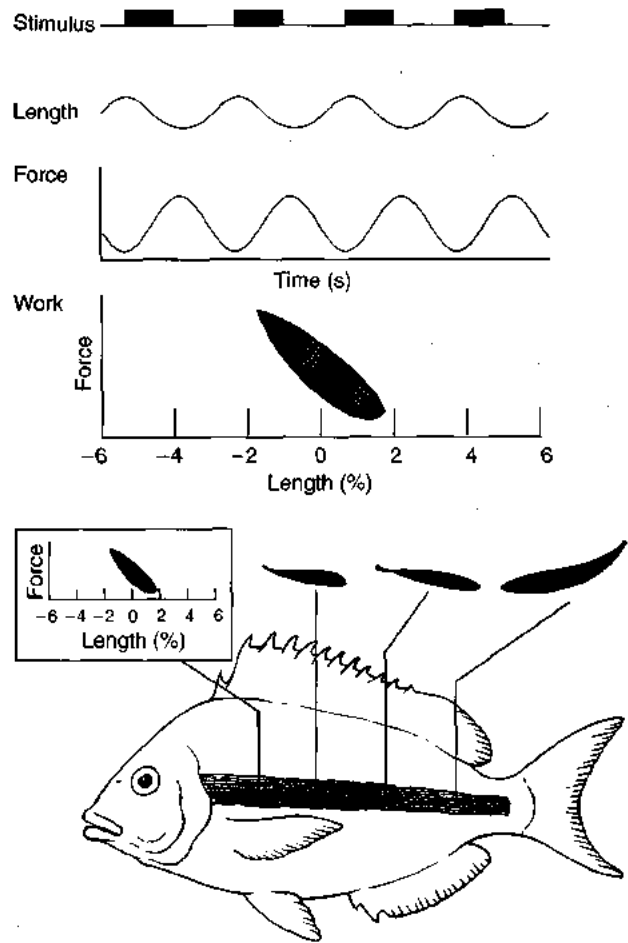 Stimulus
Length
Force
Time (s)
Work
Force
−6 −4 −2 0 2 4 6
Length (%)
Force
−6 −4 −2 0 2 4 6
Length (%)